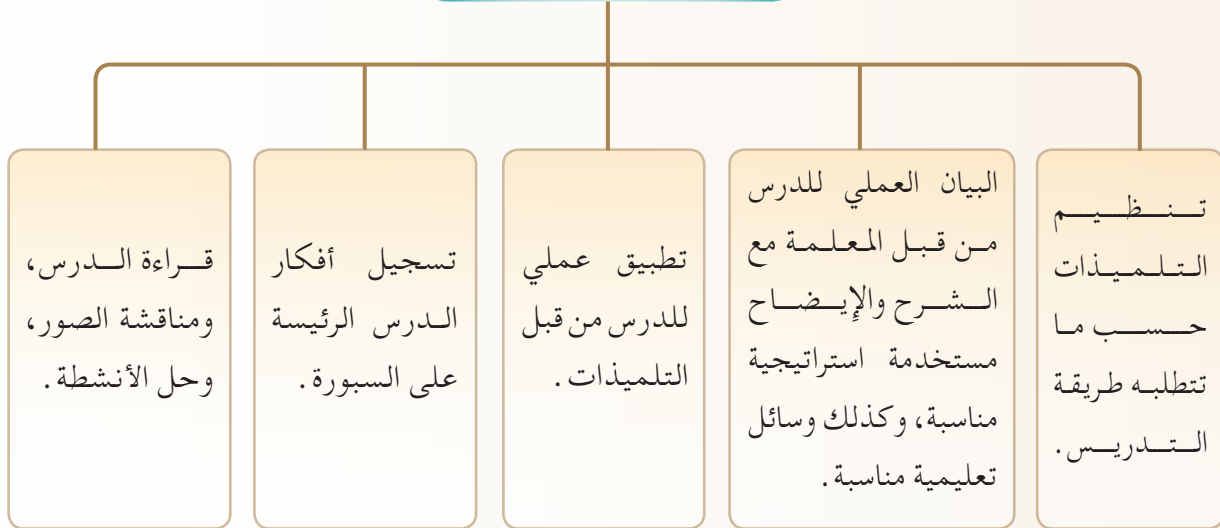 تنظيم
التلميذات
حسب ما
تتطلبه طريقة
التدريس.
البيان العملي للدرس
من قبل المعلمة مع
الشرح والإيضاح
مستخدمة استراتيجية
مناسبة، وكذلك وسائل
تعليمية مناسبة.
تطبيق عملي
للدرس من قبل
التلميذات.
تسجيل أفكار
الدرس الرئيسة
على السبورة.
قراءة الدرس،
ومناقشة الصور،
وحل الأنشطة.